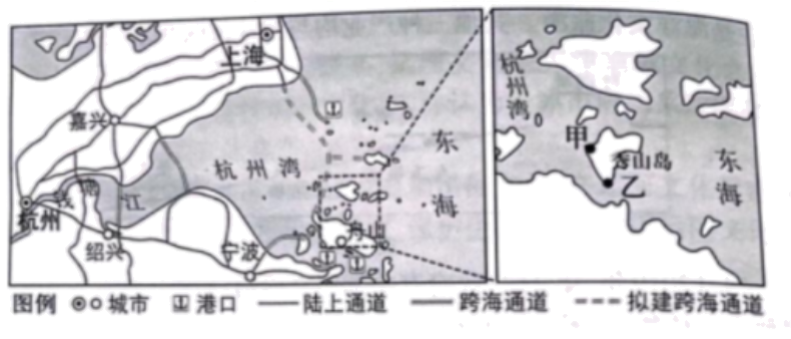 上海
嘉兴
杭州湾
东海
钱塘江
杭州
绍兴
宁波
舟山
杭州湾
甲
秀山岛
乙
东海
图例 城市 港口 陆上通道 跨海通道 拟建跨海通道